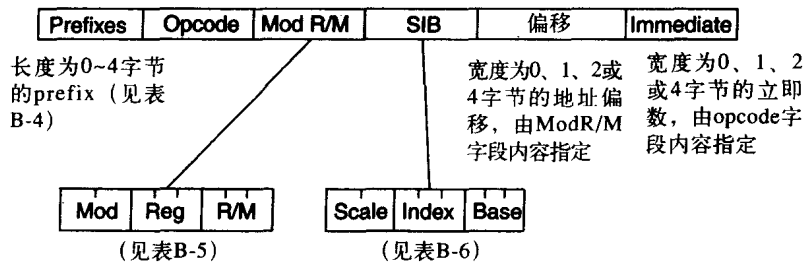 Prefixes Opcode Mod R/M SIB 偏移 Immediate
长度为0~4字节
的prefix（见表
B-4）
宽度为0、1、2或
4字节的地址偏
移，由ModR/M
字段内容指定
宽度为0、1、2
或4字节的立即
数，由opcode字
段内容指定
Mod Reg R/M
Scale Index Base
（见表B-5）
（见表B-6）